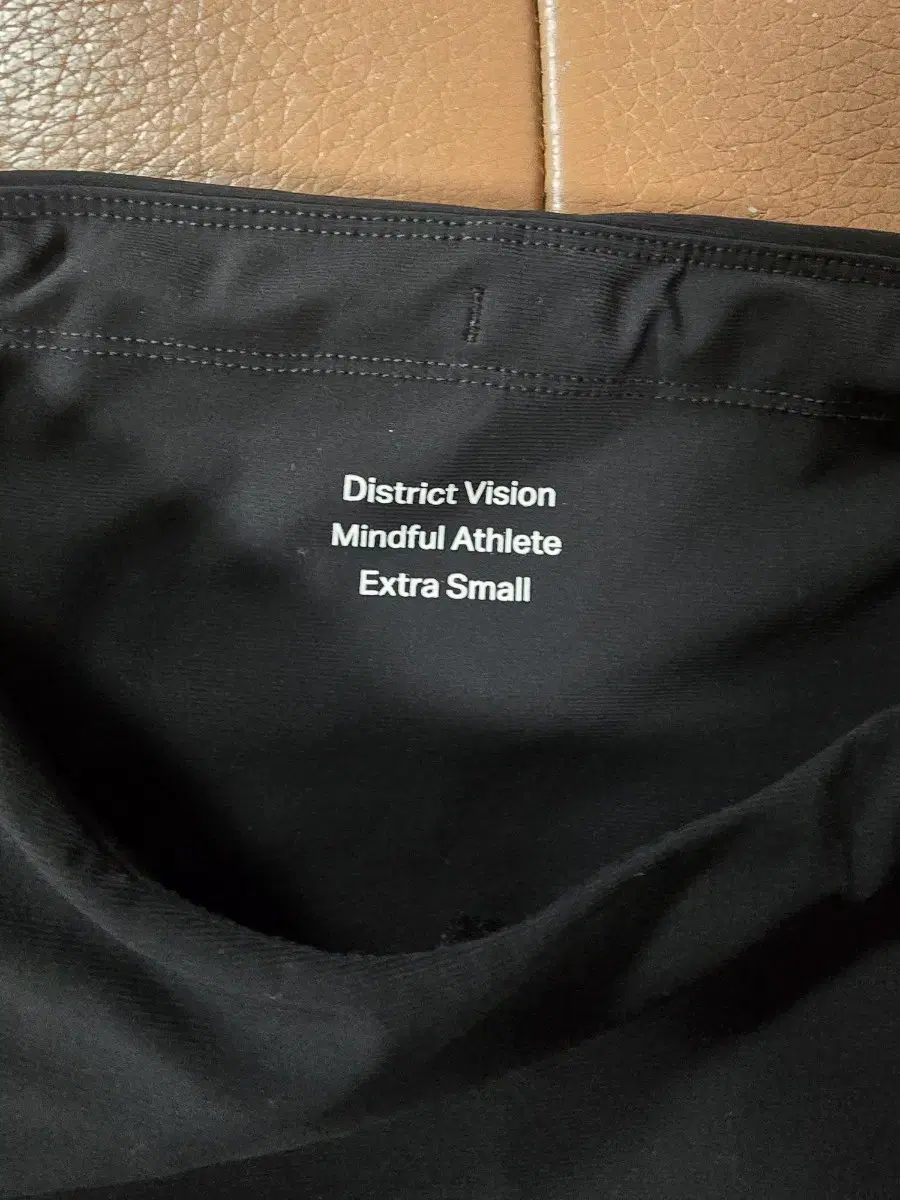 District Vision
Mindful Athlete
Extra Small